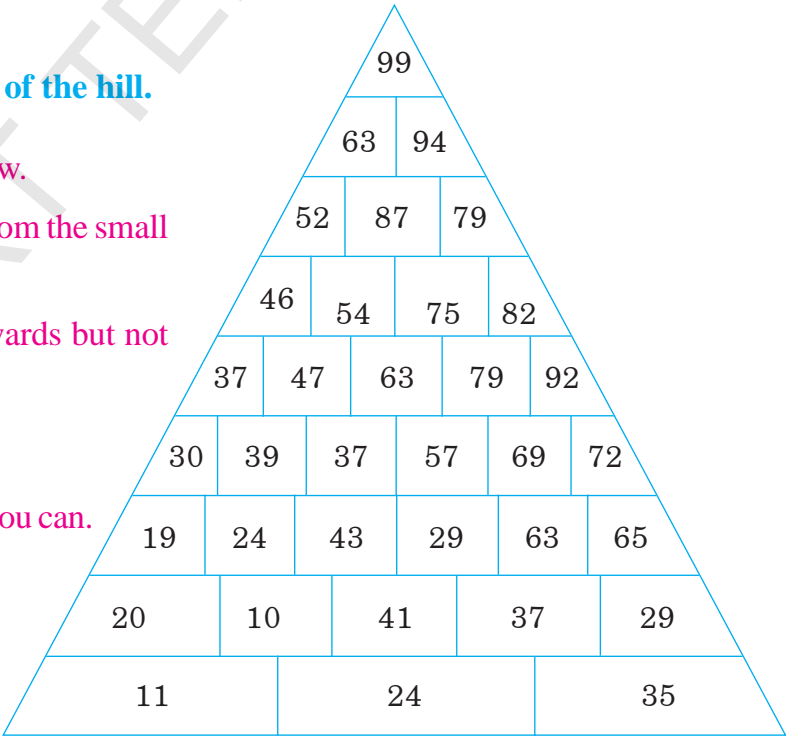 99
of the hill.
63 94
w.
52 87 79
om the small
46 54 75 82
vards but not
37 47 63 79 92
30 39 37 57 69 72
ou can.
19 24 43 29 63 65
20 10 41 37 29
11 24 35